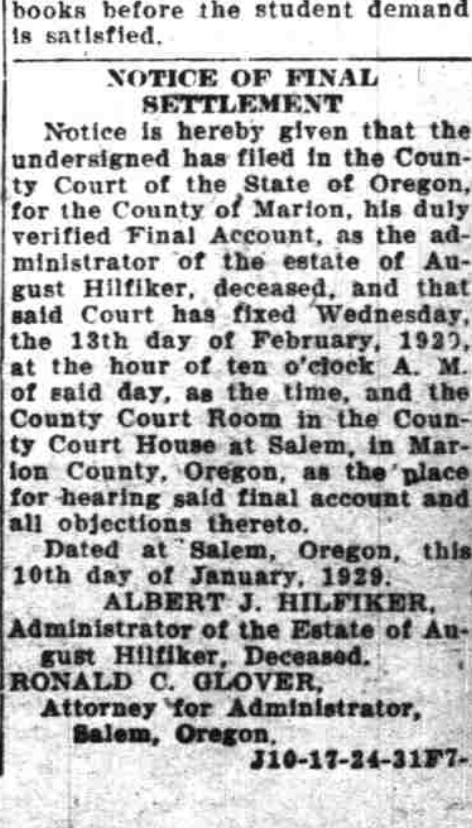 books before the student demand
is satisfied.
NOTICE OF FINAL
SETTLEMENT
Notice is hereby given that the
undersigned has filed in the Coun-
ty Court of the State of Oregon,
for the County of Marion, his duly
verified Final Account, as the ad-
ministrator of the estate of Au-
gust Hilfiker, deceased, and that
said Court has fixed Wednesday,
the 13th day of February, 1929,
at the hour of ten o'clock A. M.
of said day, as the time, and the
County Court Room in the Coun-
ty Court House at Salem, in Mar-
ion County, Oregon, as the place
for hearing said final account and
all objections thereto.
Dated at Salem, Oregon, this
10th day of January, 1929.
ALBERT J. HILFIKER,
Administrator of the Estate of Au-
gust Hilfiker, Deceased.
RONALD C. GLOVER,
Attorney for Administrator,
Salem, Oregon.
J10-17-24-31F7-